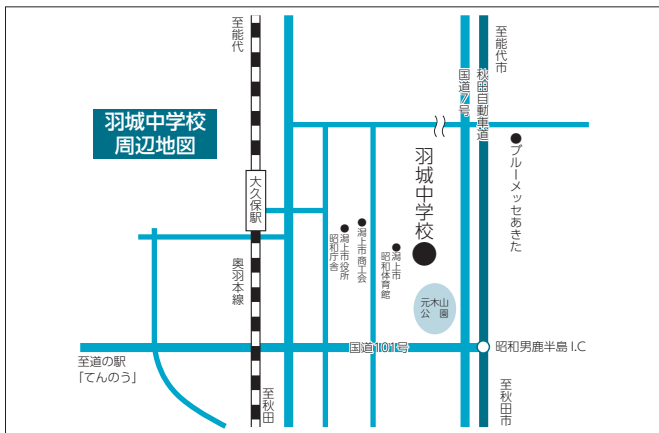 至能代
至能代市
国道7号
秋田自動車道
羽城中学校
周辺地図
ブルーメッセあきた
羽城中学校
大久保駅
潟上市商工会
潟上市役所
昭和庁舎
潟上市
昭和体育館
奥羽本線
元木山
公園
国道101号
昭和男鹿半島I.C
至道の駅
「てんのう」
至秋田
至秋田市